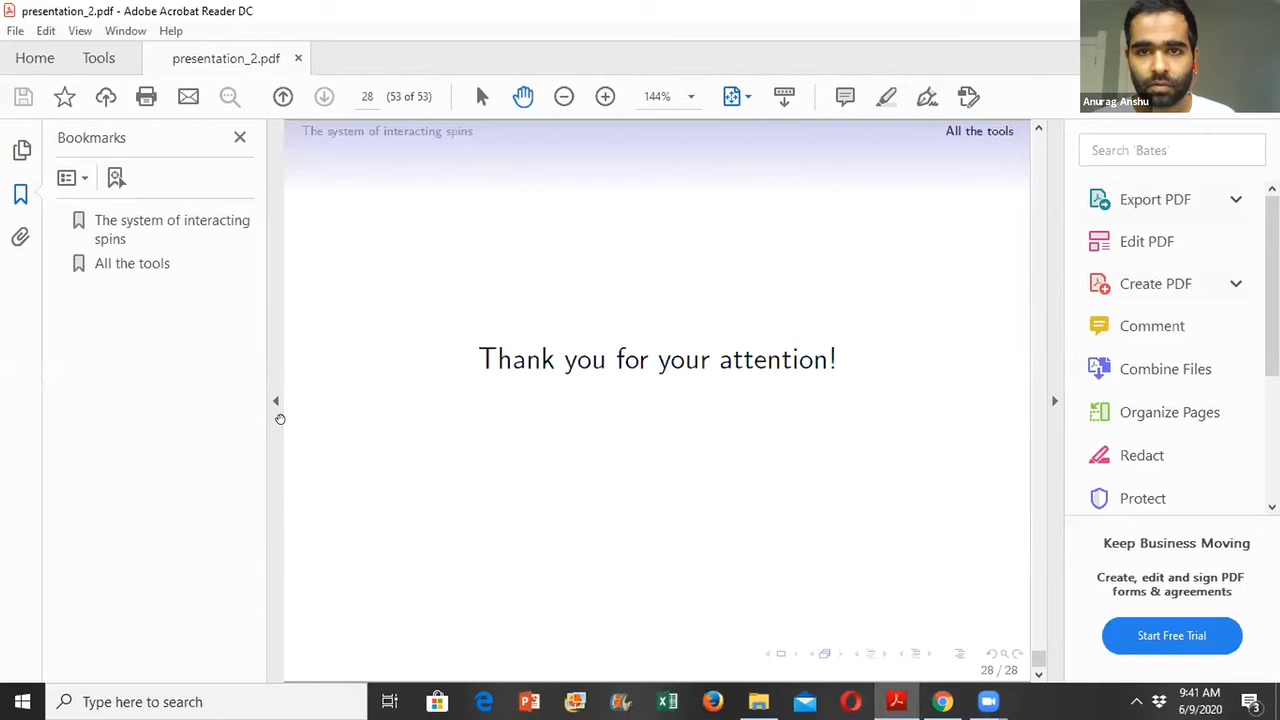 presentation_2.pdf - Adobe Acrobat Reader DC
File Edit View Window Help
Home Tools presentation_2.pdf ×
28 (53 of 53) 144%
Anurag Anshu
Bookmarks
The system of interacting
spins
All the tools
The system of interacting spins All the tools
Thank you for your attention!
28 / 28
Search 'Bates'
Export PDF
Edit PDF
Create PDF
Comment
Combine Files
Organize Pages
Redact
Protect
Keep Business Moving
Create, edit and sign PDF
forms & agreements
Start Free Trial
Type here to search
9:41 AM
6/9/2020
3